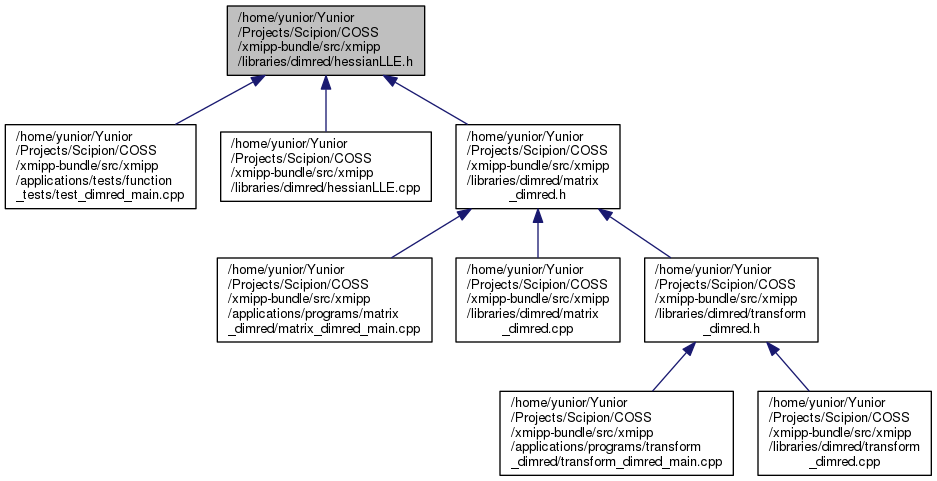 /home/yunior/Yunior
/Projects/Scipion/COSS
/xmipp-bundle/src/xmipp
/libraries/dimred/hessianLLE.h
/home/yunior/Yunior
/Projects/Scipion/COSS
/xmipp-bundle/src/xmipp
/applications/tests/function
_tests/test_dimred_main.cpp
/home/yunior/Yunior
/Projects/Scipion/COSS
/xmipp-bundle/src/xmipp
/libraries/dimred/hessianLLE.cpp
/home/yunior/Yunior
/Projects/Scipion/COSS
/xmipp-bundle/src/xmipp
/libraries/dimred/matrix
_dimred.h
/home/yunior/Yunior
/Projects/Scipion/COSS
/xmipp-bundle/src/xmipp
/applications/programs/matrix
_dimred/matrix_dimred_main.cpp
/home/yunior/Yunior
/Projects/Scipion/COSS
/xmipp-bundle/src/xmipp
/libraries/dimred/matrix
_dimred.cpp
/home/yunior/Yunior
/Projects/Scipion/COSS
/xmipp-bundle/src/xmipp
/libraries/dimred/transform
_dimred.h
/home/yunior/Yunior
/Projects/Scipion/COSS
/xmipp-bundle/src/xmipp
/applications/programs/transform
_dimred/transform_dimred_main.cpp
/home/yunior/Yunior
/Projects/Scipion/COSS
/xmipp-bundle/src/xmipp
/libraries/dimred/transform
_dimred.cpp